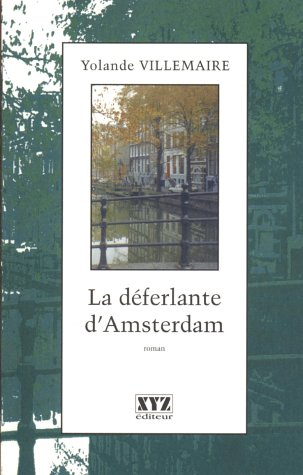 Yolande VILLEMAIRE
La déferlante
d'Amsterdam
roman
XYZ
éditeur